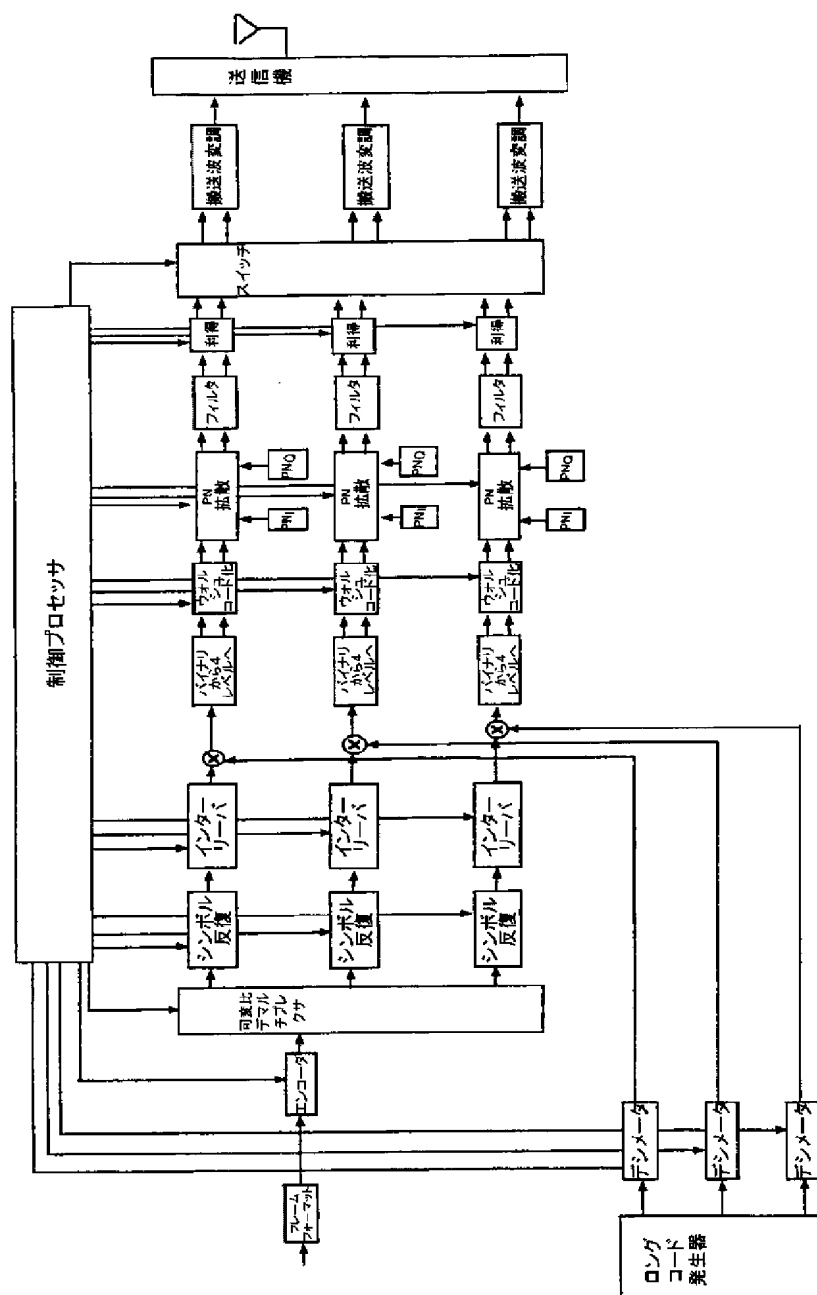 制御プロセッサ
送信機
搬送波変調
搬送波変調
搬送波変調
スイッチ
利得
利得
利得
フィルタ
フィルタ
フィルタ
PN
拡散
PNI
PNQ
PN
拡散
PNI
PNQ
PN
拡散
PNI
PNQ
ウォル
シュ
コード化
ウォル
シュ
コード化
ウォル
シュ
コード化
バイナリ
から4
レベルへ
バイナリ
から4
レベルへ
バイナリ
から4
レベルへ
X
X
X
インター
リーバ
インター
リーバ
インター
リーバ
シンボル
反復
シンボル
反復
シンボル
反復
可変比
デマル
チプレ
クサ
エンコーダ
フレーム
フォーマット
デシメータ
デシメータ
デシメータ
ロング
コード
発生器